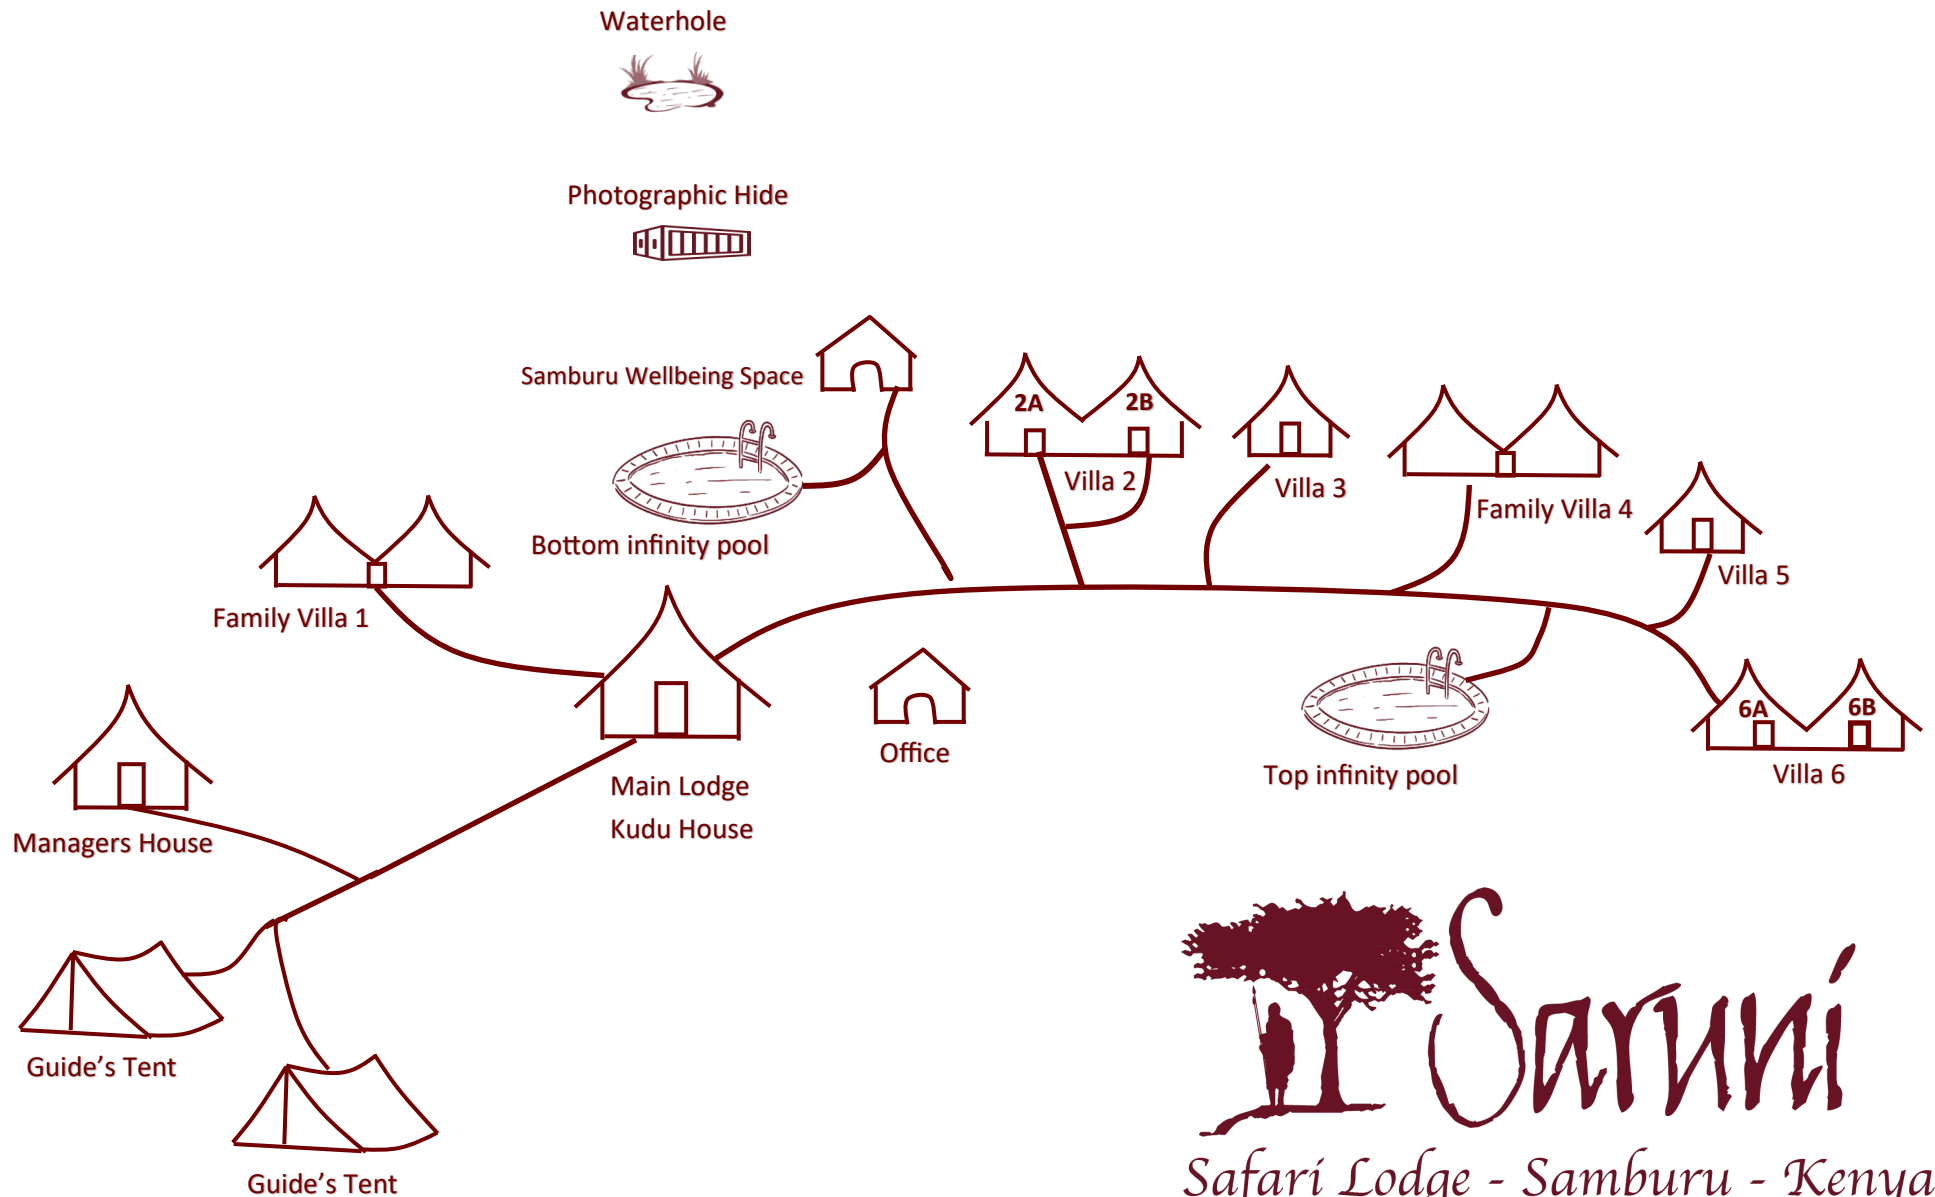 Waterhole
Photographic Hide
Samburu Wellbeing Space
2A
2B
Villa 2
Villa 3
Family Villa 4
Bottom infinity pool
Villa 5
Family Villa 1
6A
6B
Office
Top infinity pool
Villa 6
Main Lodge
Kudu House
Managers House
Guide’s Tent
Guide’s Tent
Saruni
Safari Lodge - Samburu - Kenya